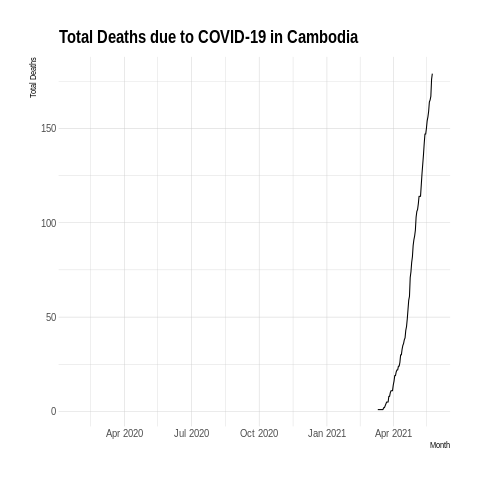 Total Deaths due to COVID-19 in Cambodia
Total Deaths
150
100
50
0
Apr 2020 Jul 2020 Oct 2020 Jan 2021 Apr 2021
Month